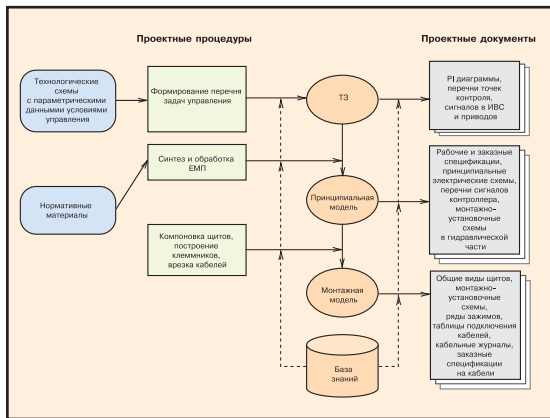 Проектные процедуры
Проектные документы
Технологические
схемы
с параметрическими
данными условиями
управления
Формирование перечня
задач управления
ТЗ
PI диаграммы,
перечни точек
контроля,
сигналов в ИВС
и приводов
Синтез и обработка
ЕМП
Нормативные
материалы
Принципиальная
модель
Рабочие и заказные
спецификации,
принципиальные
электрические схемы,
перечни сигналов
контроллера,
монтажно-
установочные
схемы
в гидравлической
части
Компоновка щитов,
построение
клеммников,
врезка кабелей
Монтажная
модель
Общие виды щитов,
монтажно-
установочные
схемы,
ряды зажимов,
таблицы подключения
кабелей,
кабельные журналы,
заказные
спецификации
на кабели
База
знаний